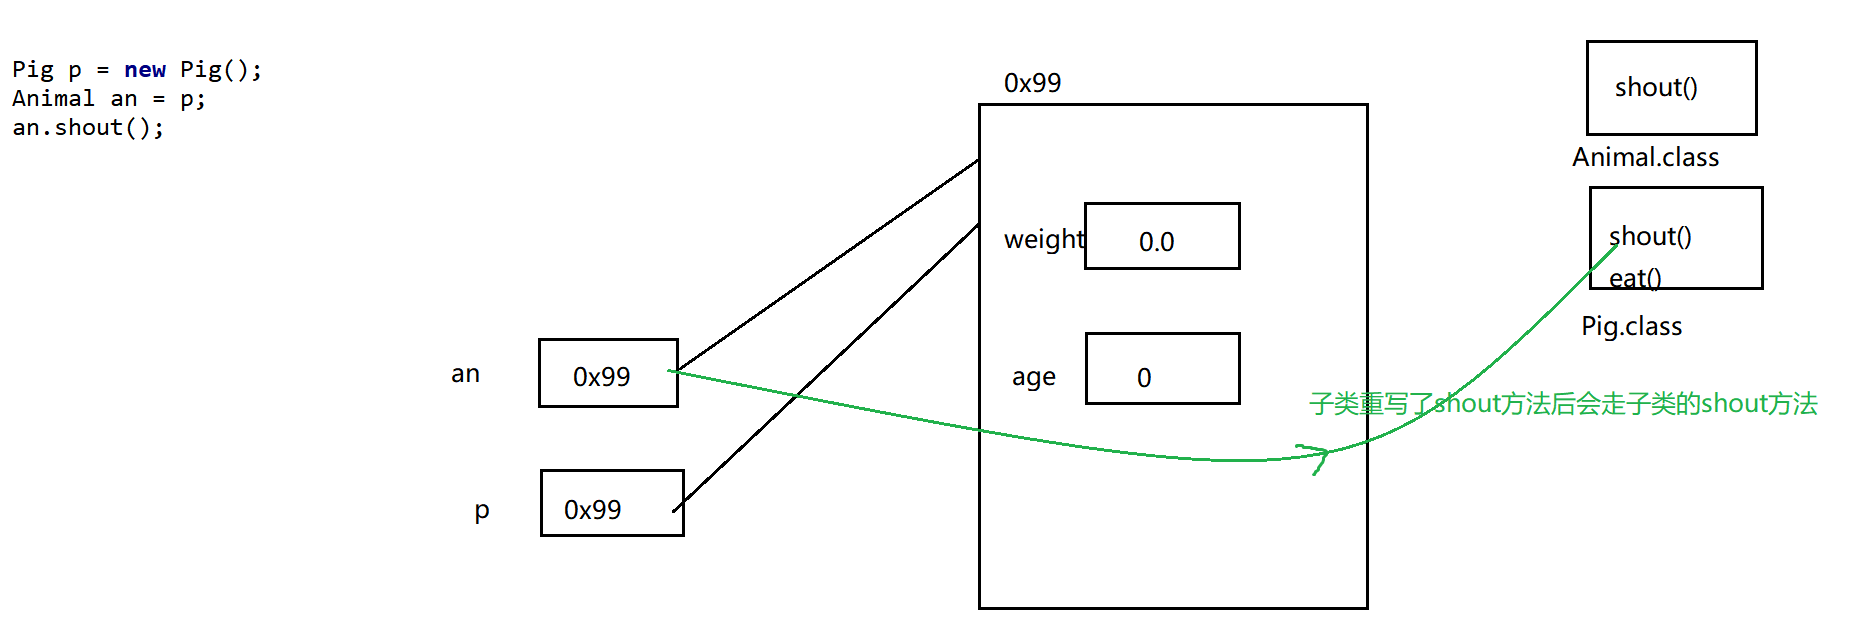 Pig p = new Pig();
Animal an = p;
an.shout();
0x99
weight
0.0
age
0
an
0x99
p
0x99
shout()
Animal.class
shout()
eat()
Pig.class
子类重写了shout方法后会走子类的shout方法